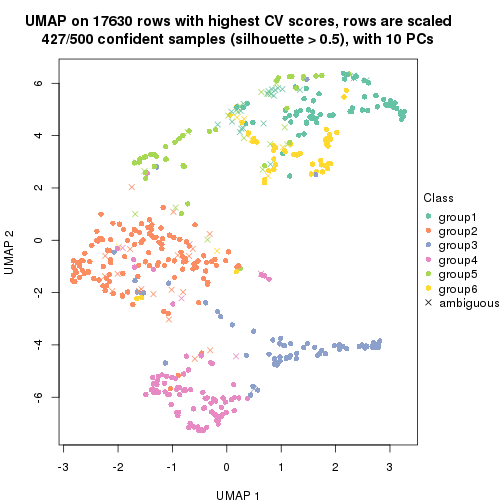 UMAP on 17630 rows with highest CV scores, rows are scaled
427/500 confident samples (silhouette > 0.5), with 10 PCs
6
4
2
0
-2
-4
-6
UMAP 2
-3
-2
-1
0
1
2
3
UMAP 1
Class
group1
group2
group3
group4
group5
group6
ambiguous